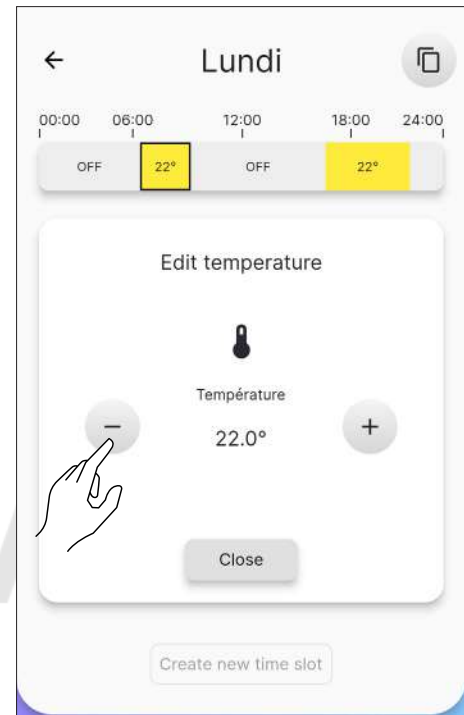 Lundi
00:00 06:00 12:00 18:00 24:00
OFF 22° OFF 22°
Edit temperature
Température
− 22.0° +
Close
Create new time slot